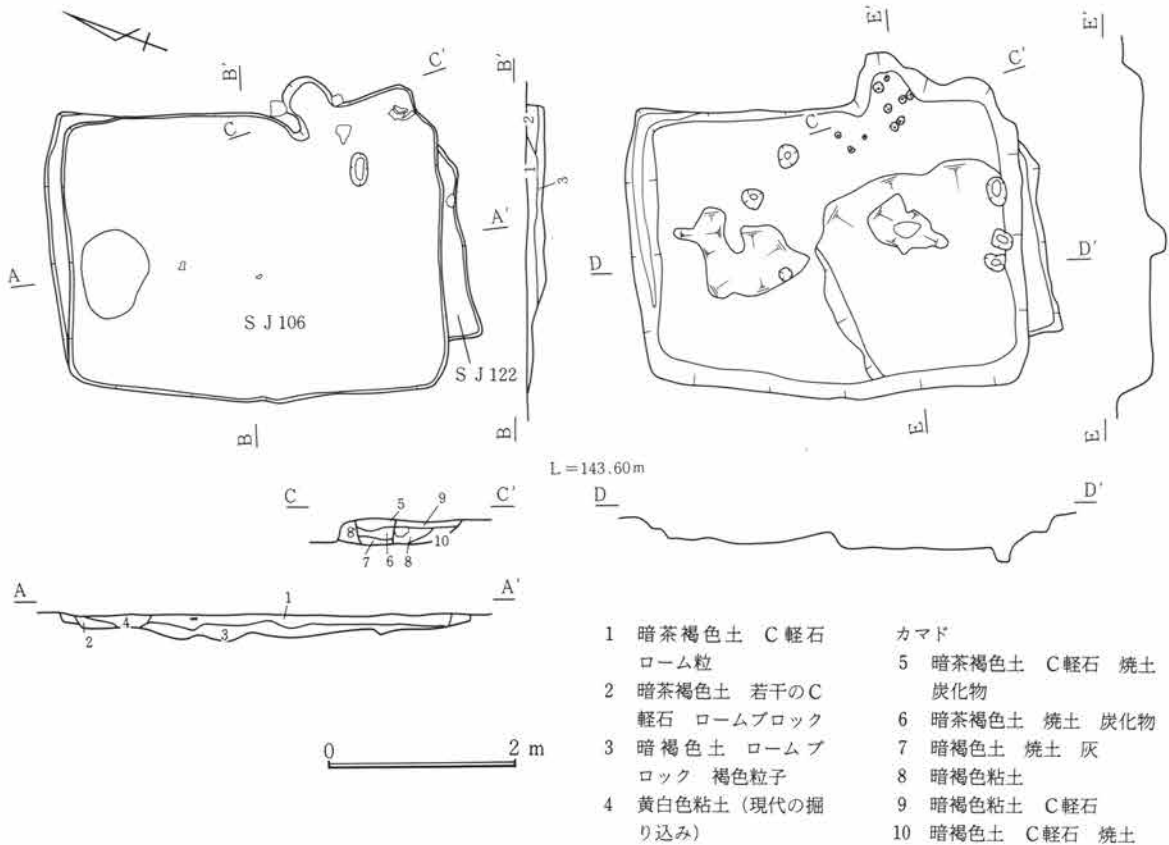 E'
E'
C'
B'
B'
C'
C
C
2
1
3
A'
A
D
D'
S J 106
S J 122
B
B
E
E
L=143.60m
C
5
9
C'
8
7
6
8
10
D
D'
A
1
A'
2
4
3
0
2 m
1 暗茶褐色土 C軽石
ローム粒
2 暗茶褐色土 若干のC
軽石 ロームブロック
3 暗褐色土 ロームブ
ロック 褐色粒子
4 黄白色粘土(現代の掘
り込み)
カマド
5 暗茶褐色土 C軽石 焼土
炭化物
6 暗茶褐色土 焼土 炭化物
7 暗褐色土 焼土 灰
8 暗褐色粘土
9 暗褐色粘土 C軽石
10 暗褐色土 C軽石 焼土